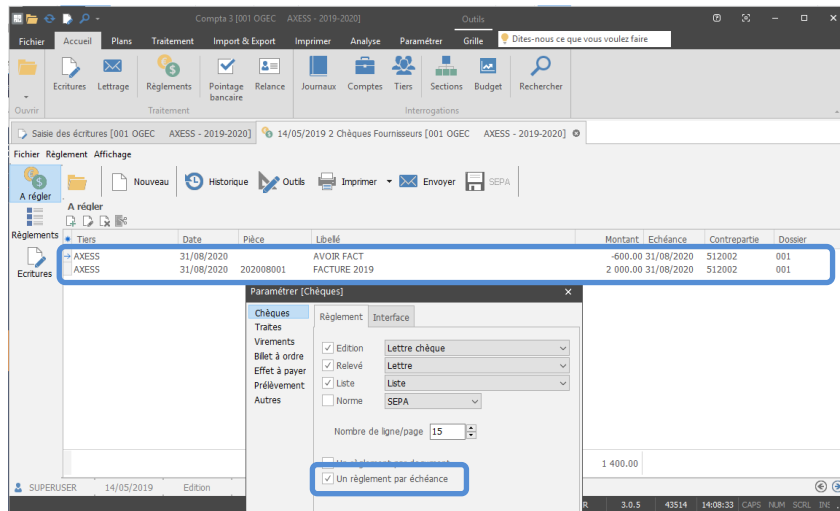 Compta 3 [001 OGEC AXESS - 2019-2020]
Outils
Fichier Accueil Plans Traitement Import & Export Imprimer Analyse Paramétrer Grille Dites-nous ce que vous voulez faire
Ecritures Lettrage Règlements Pointage bancaire Relance Journaux Comptes Tiers Sections Budget Rechercher
Ouvrir Traitement Interrogations
Saisie des écritures [001 OGEC AXESS - 2019-2020] 14/05/2019 2 Chèques Fournisseurs [001 OGEC AXESS - 2019-2020]
Fichier Règlement Affichage
A régler Nouveau Historique Outils Imprimer Envoyer SEPA
A régler
Règlements
Tiers Date Pièce Libellé Montant Echéance Contrepartie Dossier
AXESS 31/08/2020 AVOIR FACT -600.00 31/08/2020 512002 001
AXESS 31/08/2020 202008001 FACTURE 2019 2 000.00 31/08/2020 512002 001
Ecritures
Paramétrer [Chèques]
Chèques
Traites
Virements
Billet à ordre
Effet à payer
Prélèvement
Autres
Règlement Interface
Edition Lettre chèque
Relevé Lettre
Liste Liste
Norme SEPA
Nombre de ligne/page 15
Un règlement par document
Un règlement par échéance
1 400.00
SUPERUSER 14/05/2019 Edition
R 3.0.5 43514 14:08:33 CAPS NUM SCRL INS